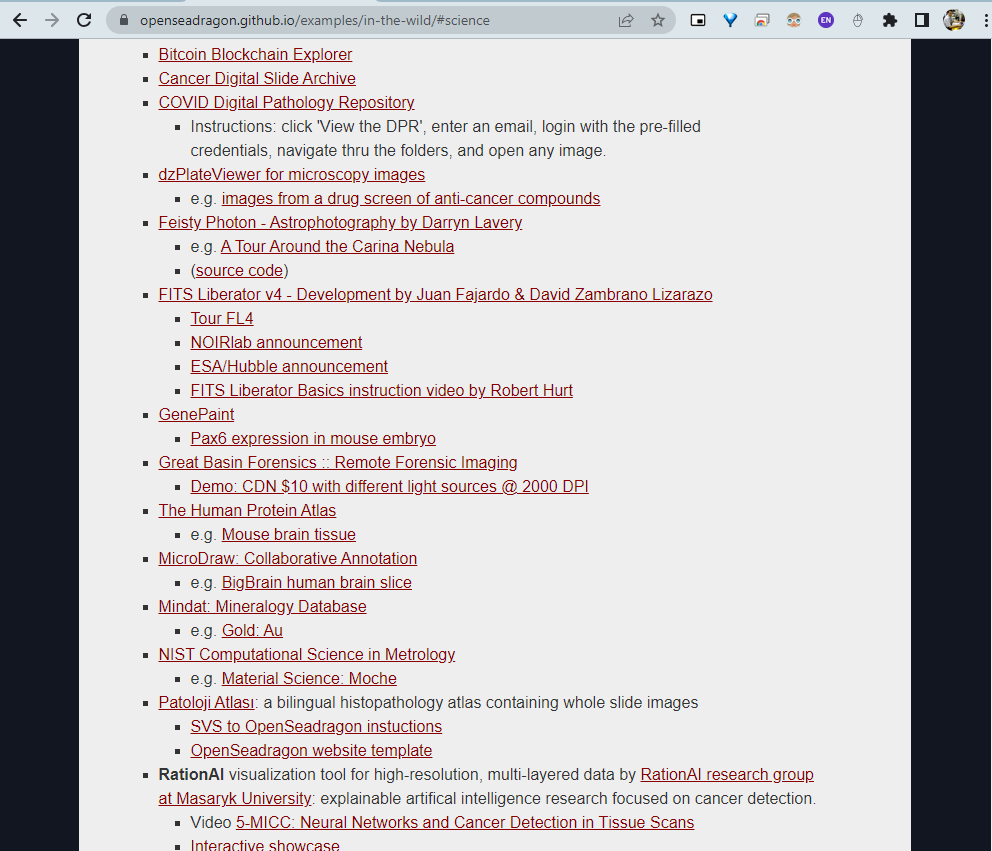 openseadragon.github.io/examples/in-the-wild/#science
EN
Bitcoin Blockchain Explorer
Cancer Digital Slide Archive
COVID Digital Pathology Repository
Instructions: click 'View the DPR', enter an email, login with the pre-filled
credentials, navigate thru the folders, and open any image.
dzPlateViewer for microscopy images
e.g. images from a drug screen of anti-cancer compounds
Feisty Photon - Astrophotography by Darryn Lavery
e.g. A Tour Around the Carina Nebula
(source code)
FITS Liberator v4 - Development by Juan Fajardo & David Zambrano Lizarazo
Tour FL4
NOIRlab announcement
ESA/Hubble announcement
FITS Liberator Basics instruction video by Robert Hurt
GenePaint
Pax6 expression in mouse embryo
Great Basin Forensics :: Remote Forensic Imaging
Demo: CDN $10 with different light sources @ 2000 DPI
The Human Protein Atlas
e.g. Mouse brain tissue
MicroDraw: Collaborative Annotation
e.g. BigBrain human brain slice
Mindat: Mineralogy Database
e.g. Gold: Au
NIST Computational Science in Metrology
e.g. Material Science: Moche
Patoloji Atlası: a bilingual histopathology atlas containing whole slide images
SVS to OpenSeadragon instuctions
OpenSeadragon website template
RationAI visualization tool for high-resolution, multi-layered data by RationAI research group
at Masaryk University: explainable artifical intelligence research focused on cancer detection.
Video 5-MICC: Neural Networks and Cancer Detection in Tissue Scans
Interactive showcase